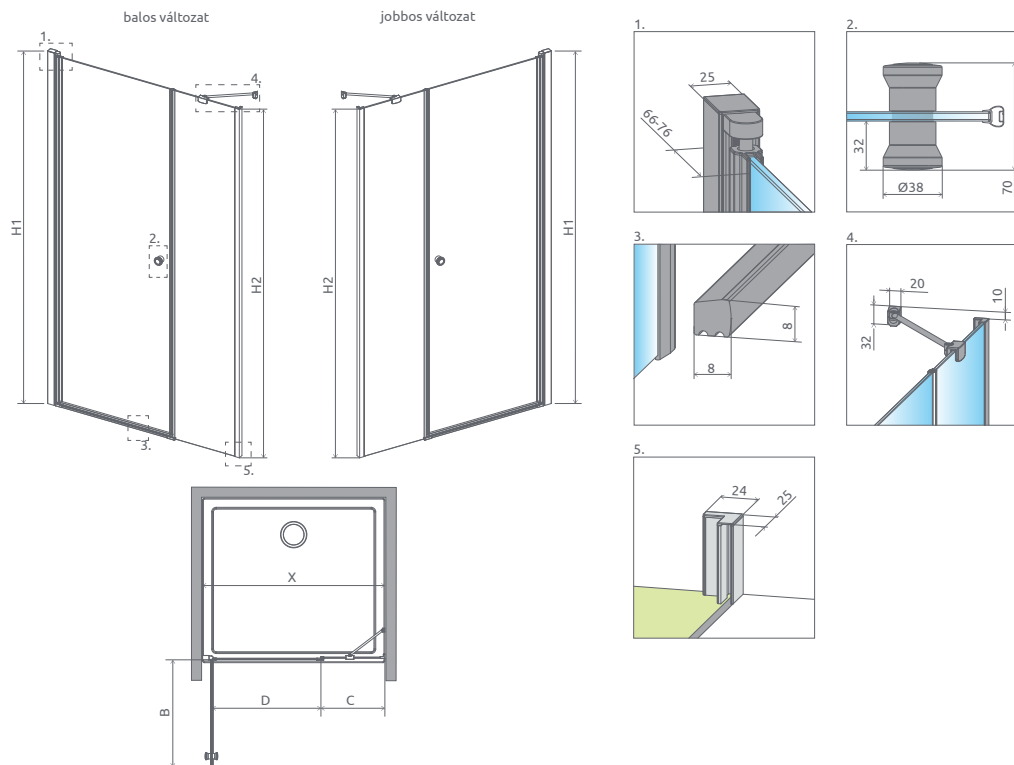 balos változat
jobbos változat
1.
4.
2.
3.
5.
H1
H2
H2
H1
X
D
C
B
1.
25
66-76
2.
32
Ø38
70
3.
8
8
4.
20
10
32
5.
24
25